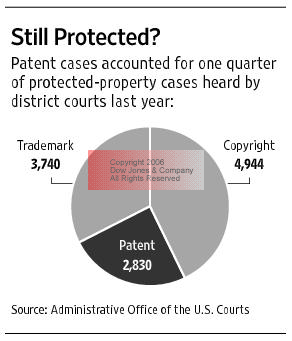 Still Protected?
Patent cases accounted for one quarter
of protected-property cases heard by
district courts last year:
Trademark
3,740
Copyright
4,944
Copyright 2006
Dow Jones & Company
All Rights Reserved
Patent
2,830
Source: Administrative Office of the U.S. Courts